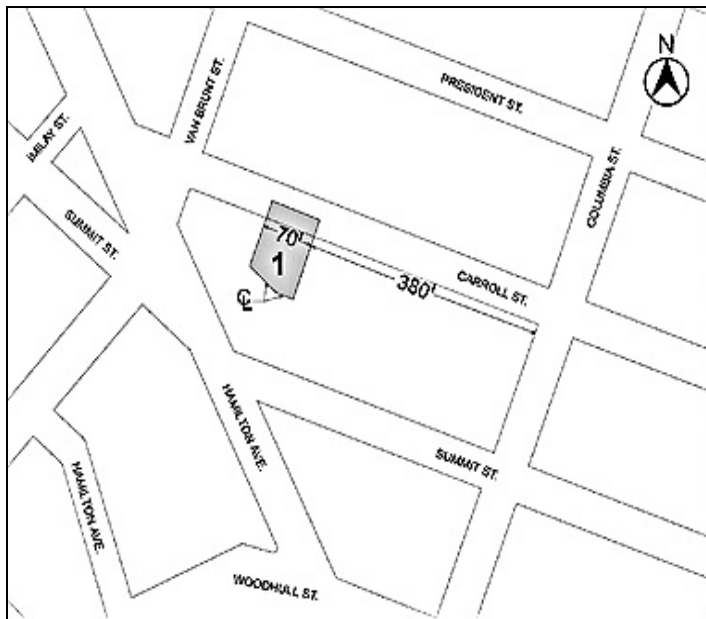 N
PRESIDENT ST.
VAN BRUNT ST.
IMLAY ST.
COLUMBIA ST.
SUMMIT ST.
70'
1
CARROLL ST.
380'
CL
HAMILTON AVE.
SUMMIT ST.
HAMILTON AVE.
WOODHULL ST.